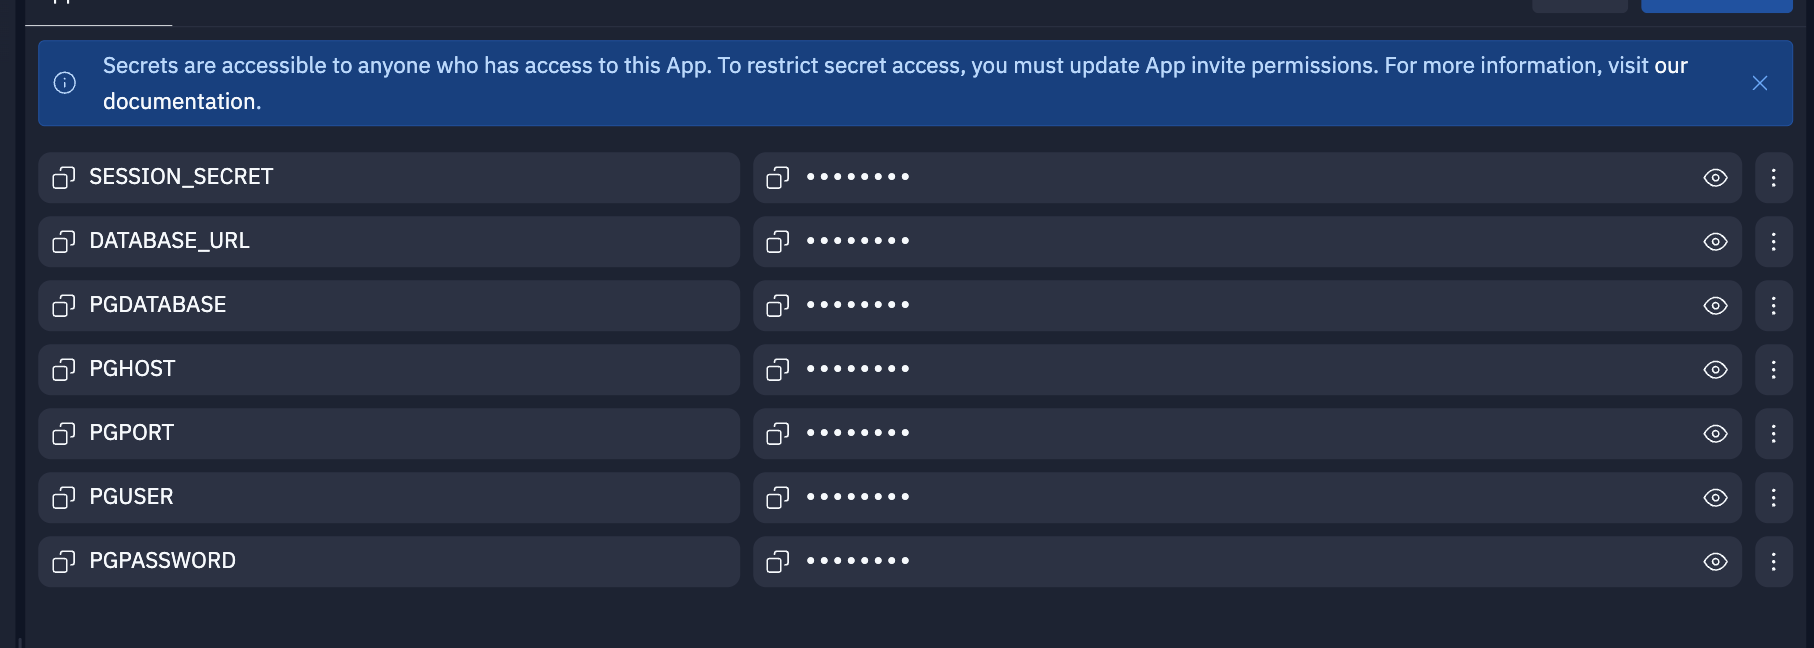 Secrets are accessible to anyone who has access to this App. To restrict secret access, you must update App invite permissions. For more information, visit our
documentation.
SESSION_SECRET ••••••••
DATABASE_URL ••••••••
PGDATABASE ••••••••
PGHOST ••••••••
PGPORT ••••••••
PGUSER ••••••••
PGPASSWORD ••••••••